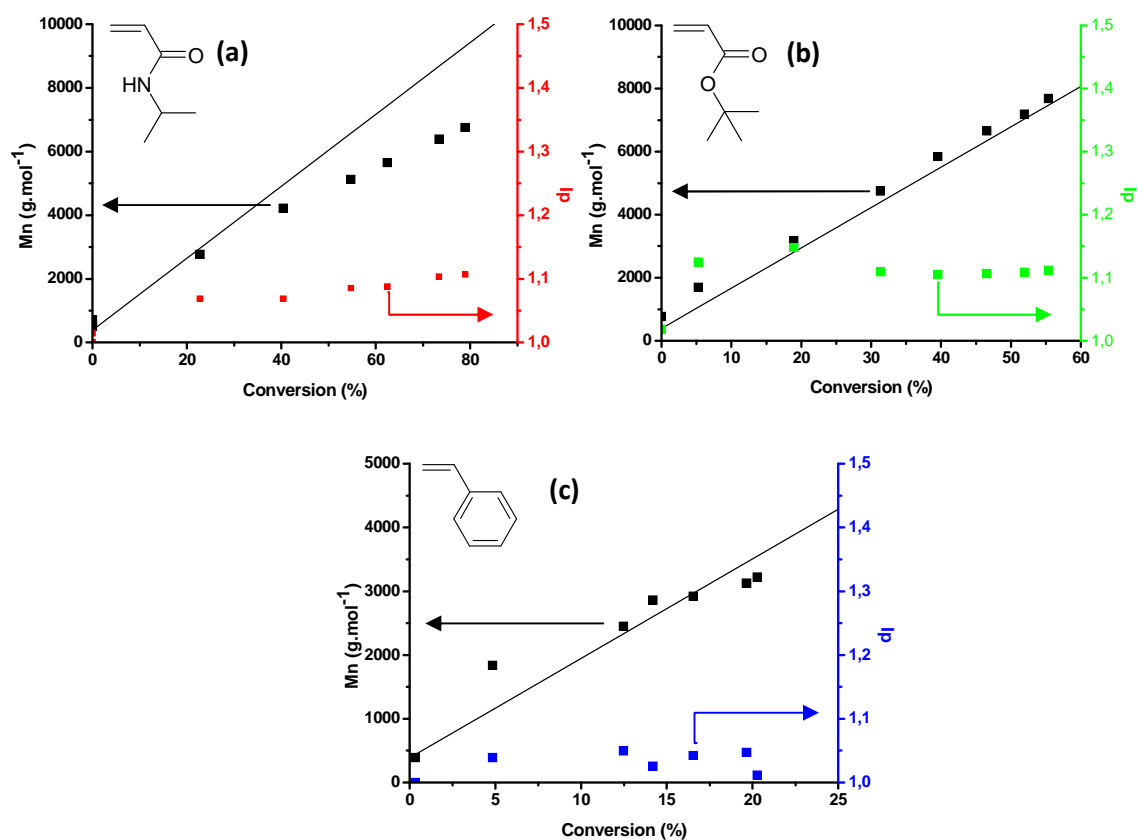 (a)
O
HN
Mn (g.mol⁻¹)
10000
8000
6000
4000
2000
0
0 20 40 60 80
Conversion (%)
1,5
1,4
1,3
1,2
1,1
1,0
Ip
(b)
O
O
Mn (g.mol⁻¹)
10000
8000
6000
4000
2000
0
0 10 20 30 40 50 60
Conversion (%)
1,5
1,4
1,3
1,2
1,1
1,0
Ip
(c)
Mn (g.mol⁻¹)
5000
4000
3000
2000
1000
0
0 5 10 15 20 25
Conversion (%)
1,5
1,4
1,3
1,2
1,1
1,0
Ip